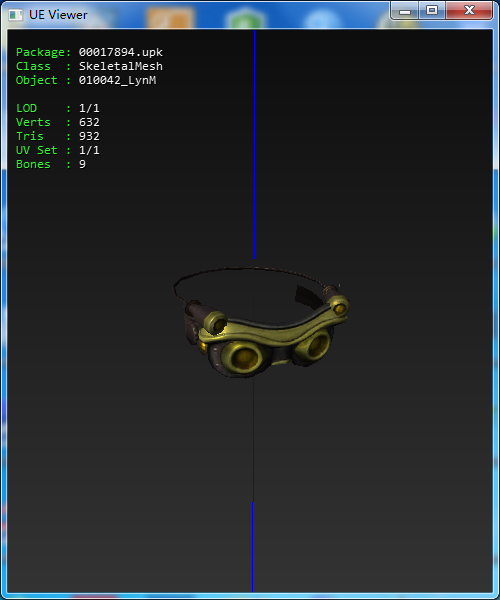 UE Viewer
Package: 00017894.upk
Class : SkeletalMesh
Object : 010042_LynM
LOD : 1/1
Verts : 632
Tris : 932
UV Set : 1/1
Bones : 9